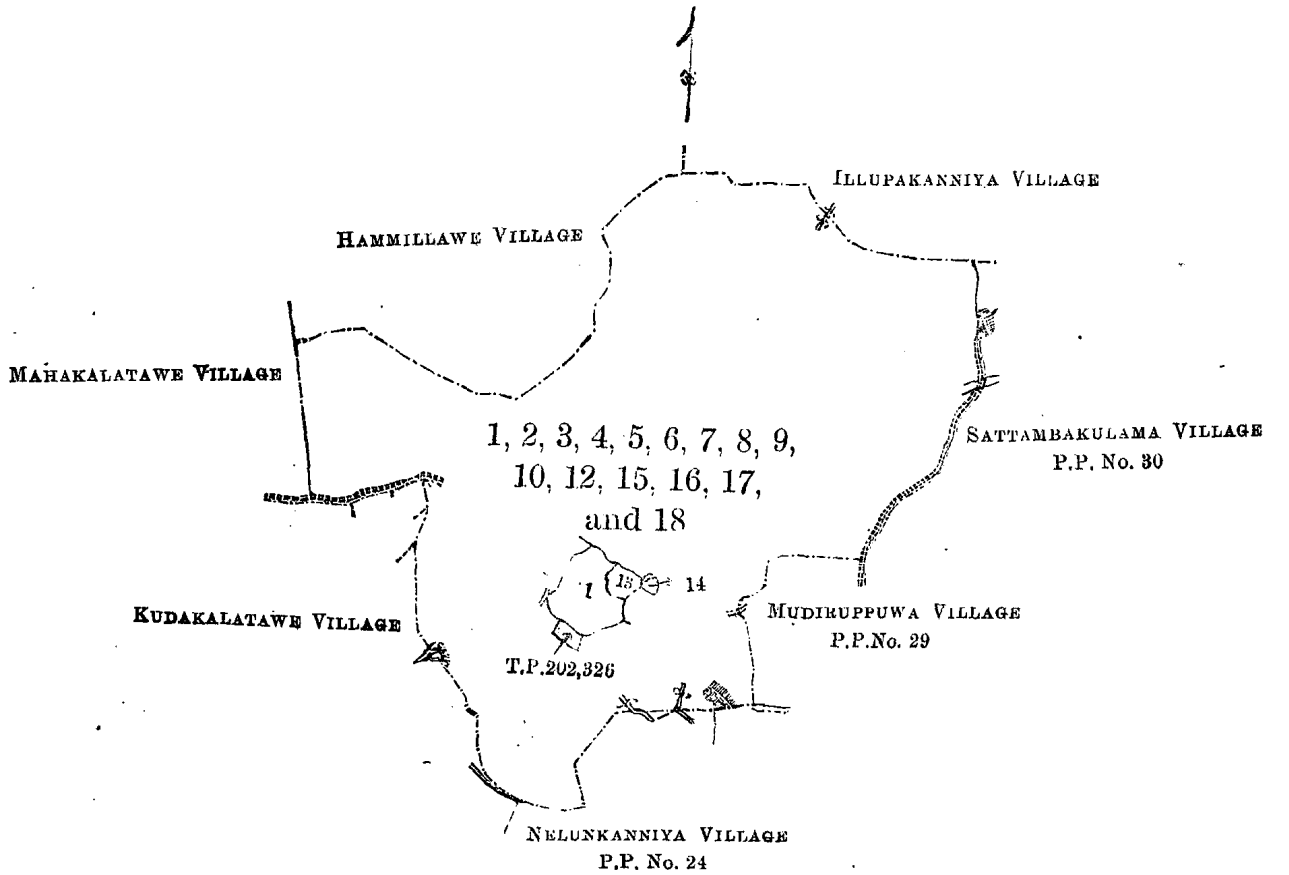 ILLUPAKANNIYA VILLAGE
HAMMILLAWE VILLAGE
MAHAKALATAWE VILLAGE
1, 2, 3, 4, 5, 6, 7, 8, 9,
10, 12, 15, 16, 17,
and 18
SATTAMBAKULAMA VILLAGE
P.P. No. 30
1
13
14
KUDAKALATAWE VILLAGE
MUDIRUPPUWA VILLAGE
P.P. No. 29
T.P. 202,326
NELUNKANNIYA VILLAGE
P.P. No. 24